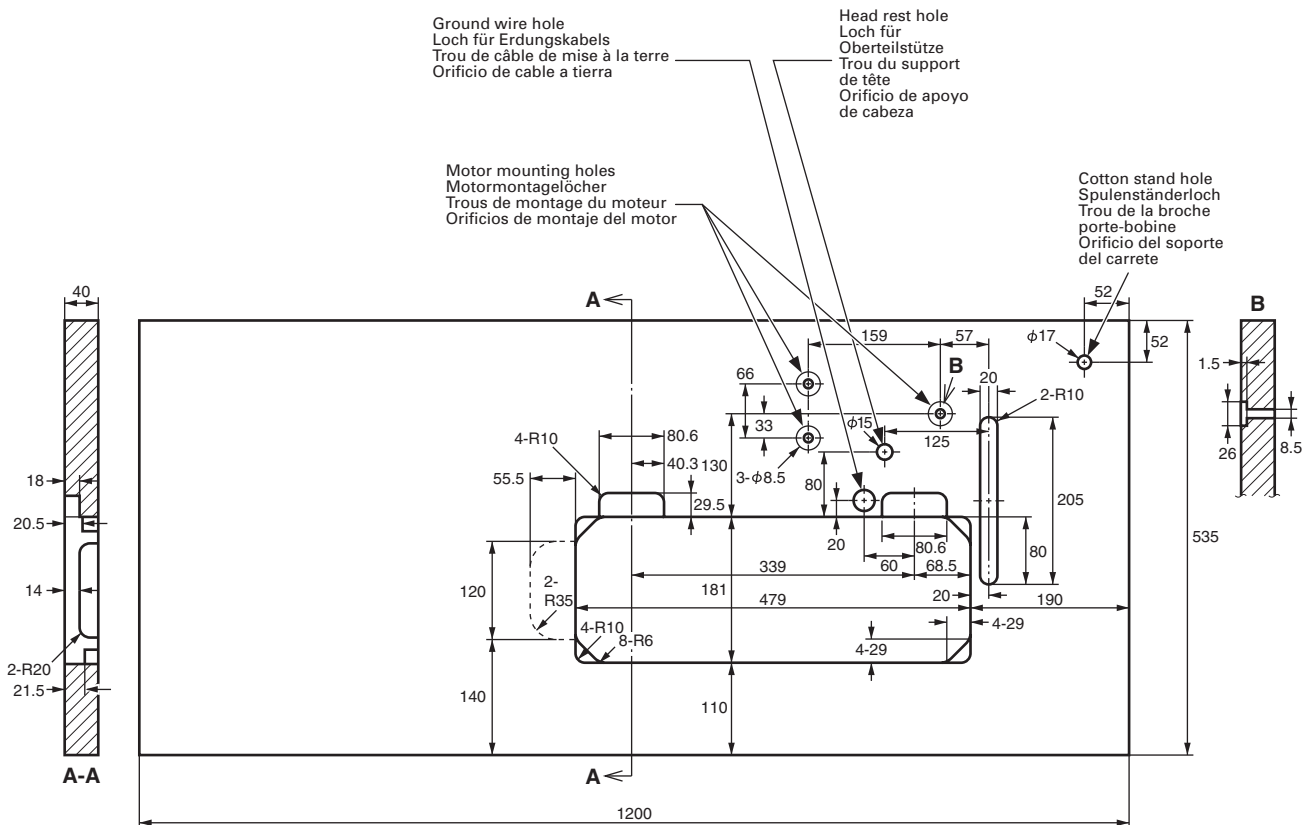 Ground wire hole
Loch für Erdungskabels
Trou de câble de mise à la terre
Orificio de cable a tierra
Head rest hole
Loch für
Oberteilstütze
Trou du support
de tête
Orificio de apoyo
de cabeza
Motor mounting holes
Motormontagelöcher
Trous de montage du moteur
Orificios de montaje del motor
Cotton stand hole
Spulenständerloch
Trou de la broche
porte-bobine
Orificio del soporte
del carrete
40
A
52
B
159
57
φ17
52
1.5
66
B
20
2-R10
33
φ15
125
26
8.5
4-R10
80.6
40.3
130
3-φ8.5
80
18
55.5
29.5
205
20.5
20
80.6
80
535
120
339
60
68.5
14
2-
R35
181
20
190
479
4-R10
8-R6
4-29
4-29
2-R20
21.5
140
110
A-A
A
1200